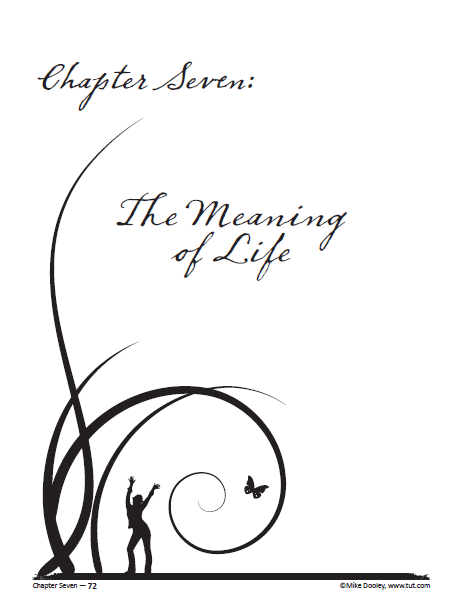 Chapter Seven:
The Meaning
of Life
Chapter Seven — 72
©Mike Dooley, www.tut.com